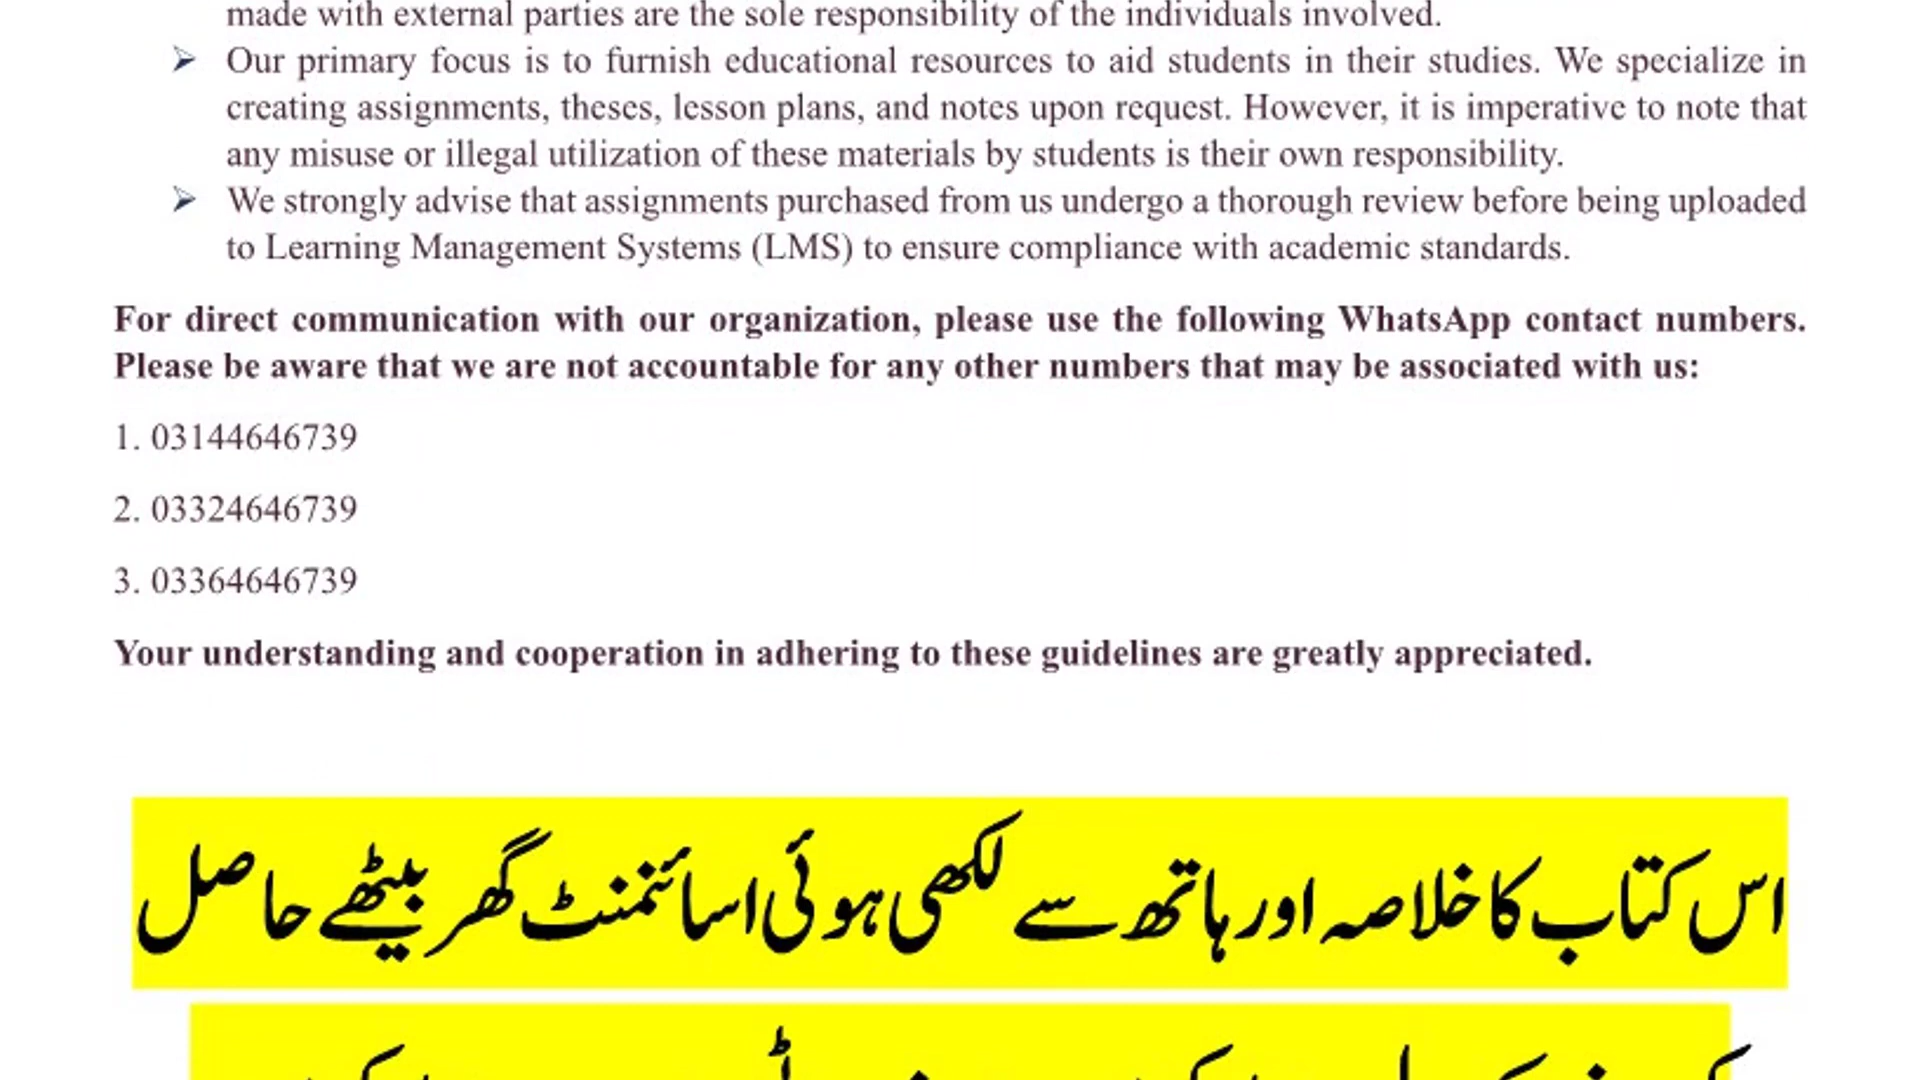 made with external parties are the sole responsibility of the individuals involved.
➢ Our primary focus is to furnish educational resources to aid students in their studies. We specialize in
creating assignments, theses, lesson plans, and notes upon request. However, it is imperative to note that
any misuse or illegal utilization of these materials by students is their own responsibility.
➢ We strongly advise that assignments purchased from us undergo a thorough review before being uploaded
to Learning Management Systems (LMS) to ensure compliance with academic standards.
For direct communication with our organization, please use the following WhatsApp contact numbers.
Please be aware that we are not accountable for any other numbers that may be associated with us:
1. 03144646739
2. 03324646739
3. 03364646739
Your understanding and cooperation in adhering to these guidelines are greatly appreciated.
اس کتاب کا خلاصہ اور ہاتھ سے لکھی ہوئی اسائنمنٹ گھر بیٹھے حاصل